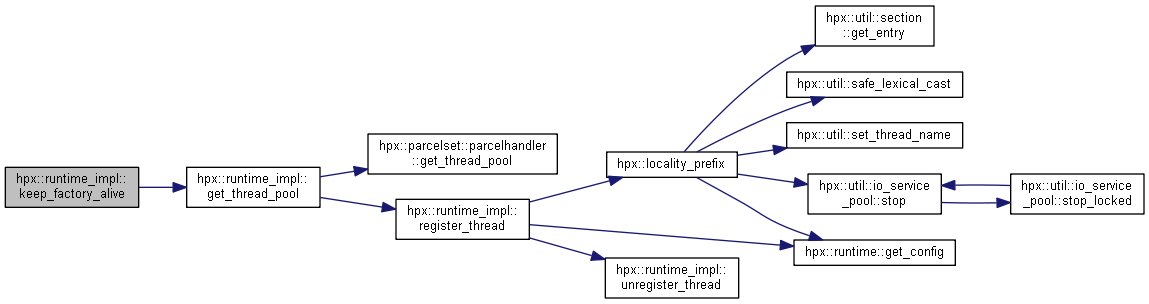 hpx::runtime_impl::
keep_factory_alive
hpx::runtime_impl::
get_thread_pool
hpx::parcelset::parcelhandler
::get_thread_pool
hpx::runtime_impl::
register_thread
hpx::locality_prefix
hpx::runtime_impl::
unregister_thread
hpx::util::section
::get_entry
hpx::util::safe_lexical_cast
hpx::util::set_thread_name
hpx::util::io_service
_pool::stop
hpx::runtime::get_config
hpx::util::io_service
_pool::stop_locked